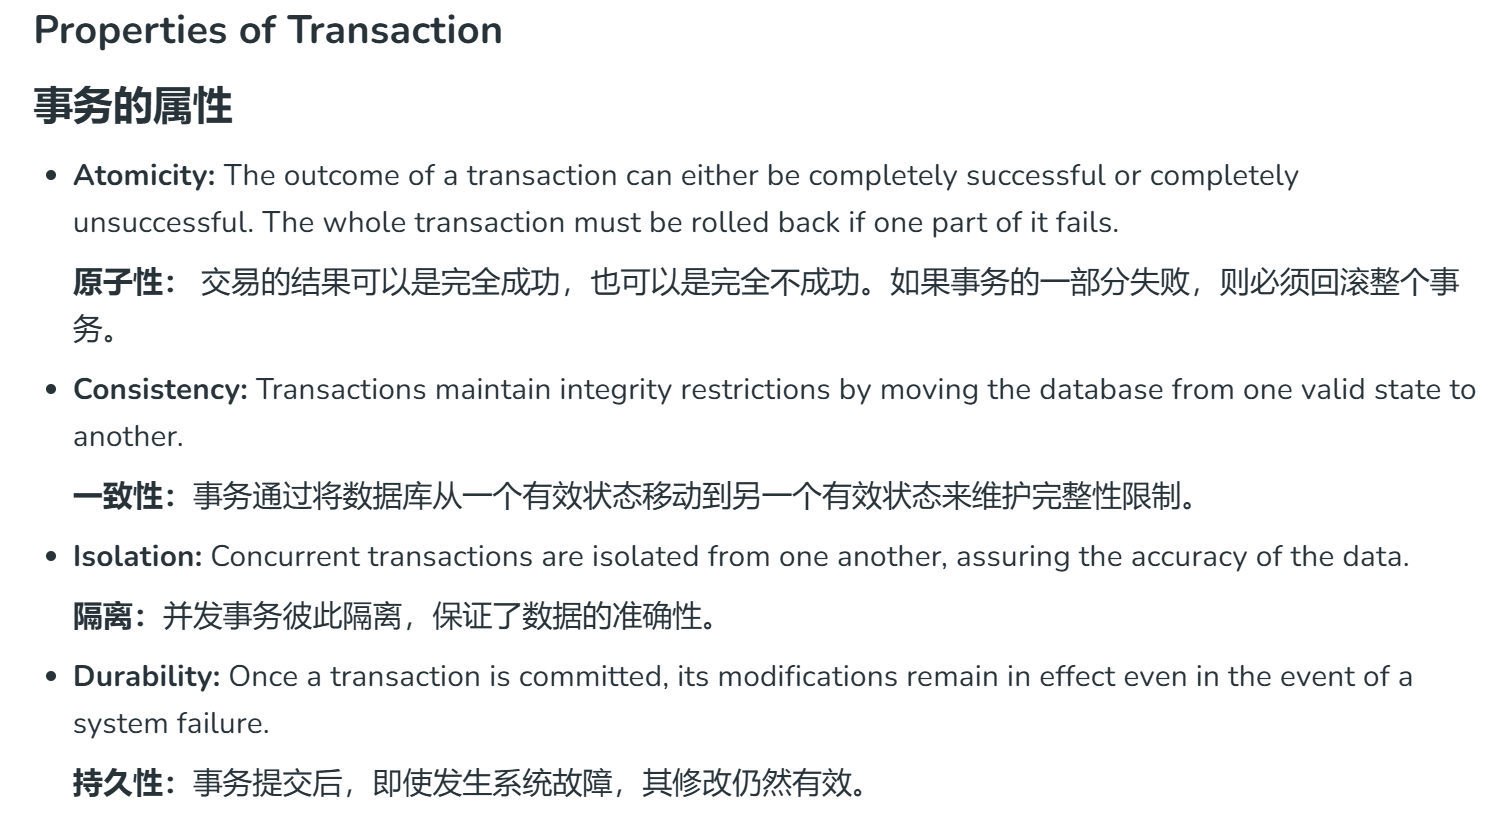 Properties of Transaction
事务的属性
• Atomicity: The outcome of a transaction can either be completely successful or completely
unsuccessful. The whole transaction must be rolled back if one part of it fails.
原子性： 交易的结果可以是完全成功，也可以是完全不成功。如果事务的一部分失败，则必须回滚整个事
务。
• Consistency: Transactions maintain integrity restrictions by moving the database from one valid state to
another.
一致性：事务通过将数据库从一个有效状态移动到另一个有效状态来维护完整性限制。
• Isolation: Concurrent transactions are isolated from one another, assuring the accuracy of the data.
隔离：并发事务彼此隔离，保证了数据的准确性。
• Durability: Once a transaction is committed, its modifications remain in effect even in the event of a
system failure.
持久性：事务提交后，即使发生系统故障，其修改仍然有效。